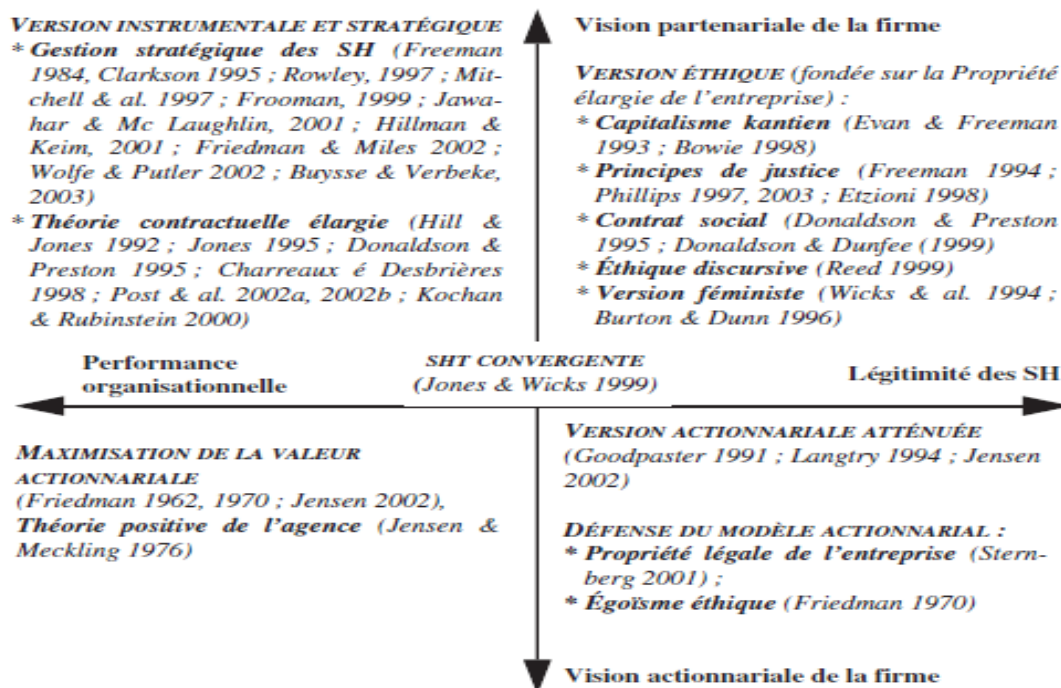 VERSION INSTRUMENTALE ET STRATÉGIQUE
* Gestion stratégique des SH (Freeman
1984, Clarkson 1995 ; Rowley, 1997 ; Mit-
chell & al. 1997 ; Frooman, 1999 ; Jawa-
har & Mc Laughlin, 2001 ; Hillman &
Keim, 2001 ; Friedman & Miles 2002 ;
Wolfe & Putler 2002 ; Buysse & Verbeke,
2003)
* Théorie contractuelle élargie (Hill &
Jones 1992 ; Jones 1995 ; Donaldson &
Preston 1995 ; Charreaux é Desbrières
1998 ; Post & al. 2002a, 2002b ; Kochan
& Rubinstein 2000)
Vision partenariale de la firme
VERSION ÉTHIQUE (fondée sur la Propriété
élargie de l'entreprise) :
* Capitalisme kantien (Evan & Freeman
1993 ; Bowie 1998)
* Principes de justice (Freeman 1994 ;
Phillips 1997, 2003 ; Etzioni 1998)
* Contrat social (Donaldson & Preston
1995 ; Donaldson & Dunfee (1999)
* Éthique discursive (Reed 1999)
* Version féministe (Wicks & al. 1994 ;
Burton & Dunn 1996)
Performance
organisationnelle
SHT CONVERGENTE
(Jones & Wicks 1999)
Légitimité des SH
MAXIMISATION DE LA VALEUR
ACTIONNARIALE
(Friedman 1962, 1970 ; Jensen 2002),
Théorie positive de l'agence (Jensen &
Meckling 1976)
VERSION ACTIONNARIALE ATTÉNUÉE
(Goodpaster 1991 ; Langtry 1994 ; Jensen
2002)
DÉFENSE DU MODÈLE ACTIONNARIAL :
* Propriété légale de l'entreprise (Stern-
berg 2001) ;
* Égoïsme éthique (Friedman 1970)
Vision actionnariale de la firme